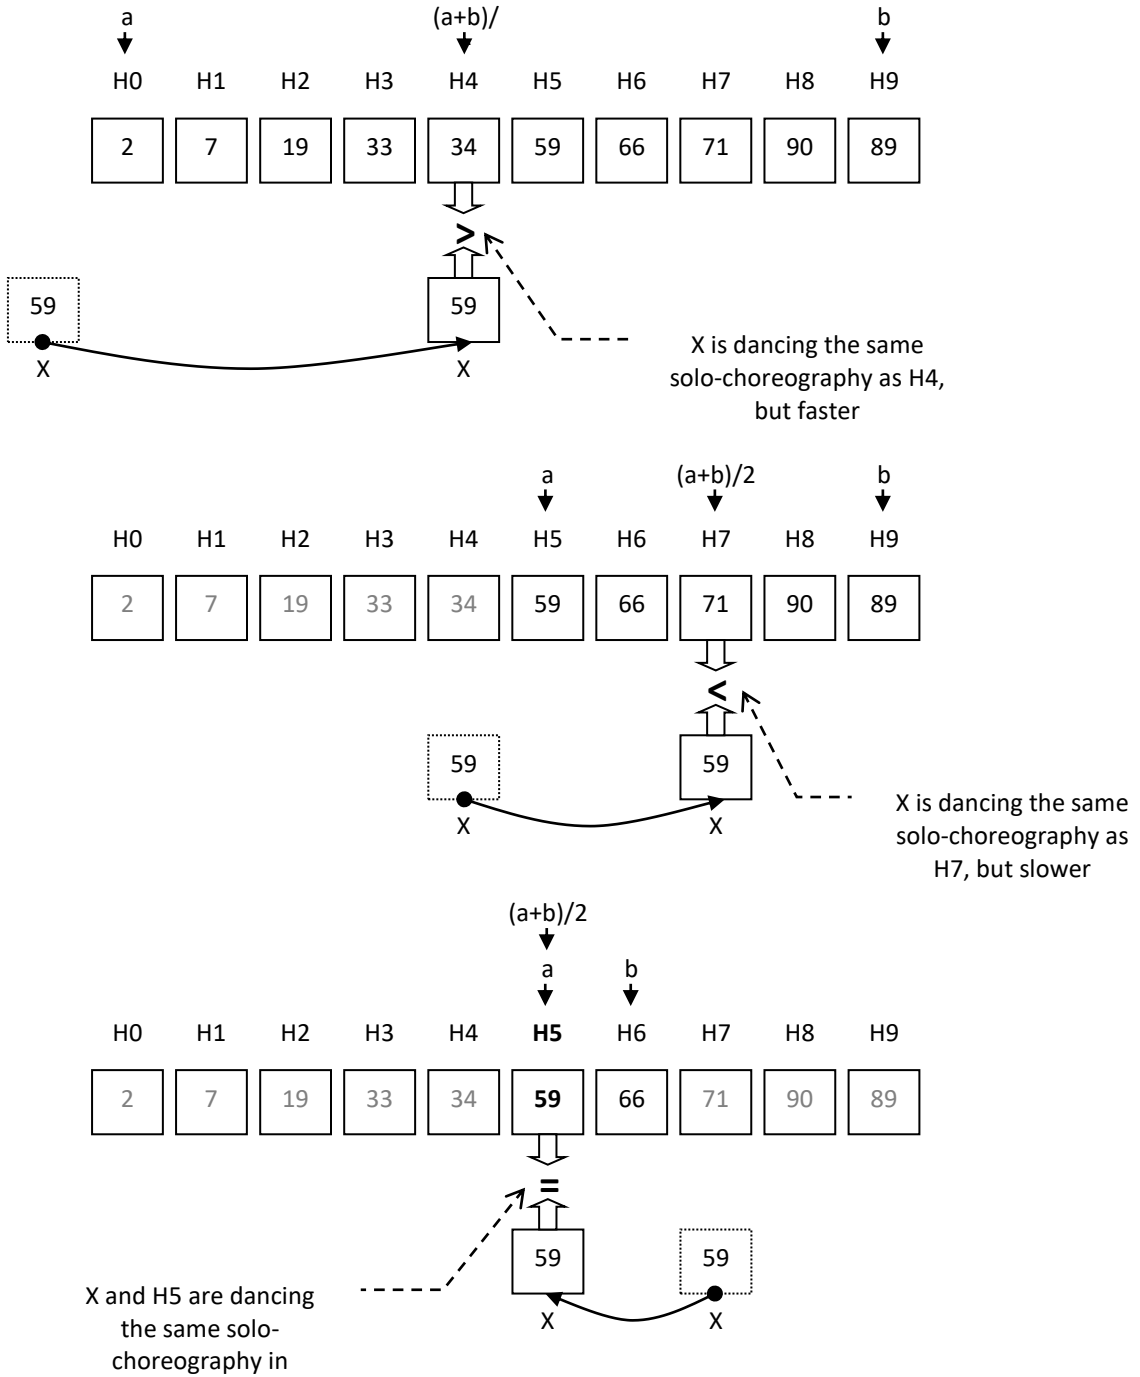 a (a+b)/ b
H0 H1 H2 H3 H4 H5 H6 H7 H8 H9
2 7 19 33 34 59 66 71 90 89
>
59 59
X X
X is dancing the same
solo-choreography as H4,
but faster
a (a+b)/2 b
H0 H1 H2 H3 H4 H5 H6 H7 H8 H9
2 7 19 33 34 59 66 71 90 89
<
59 59
X X
X is dancing the same
solo-choreography as
H7, but slower
(a+b)/2
a b
H0 H1 H2 H3 H4 H5 H6 H7 H8 H9
2 7 19 33 34 59 66 71 90 89
=
59 59
X X
X and H5 are dancing
the same solo-
choreography in